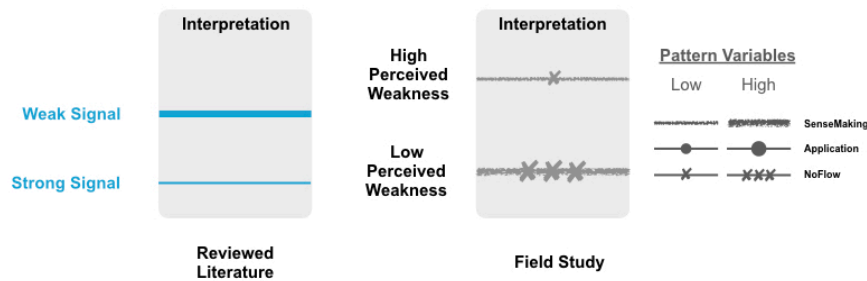 Interpretation
Weak Signal
Strong Signal
Reviewed
Literature
Interpretation
High
Perceived
Weakness
Low
Perceived
Weakness
Field Study
Pattern Variables
Low High
SenseMaking
Application
NoFlow